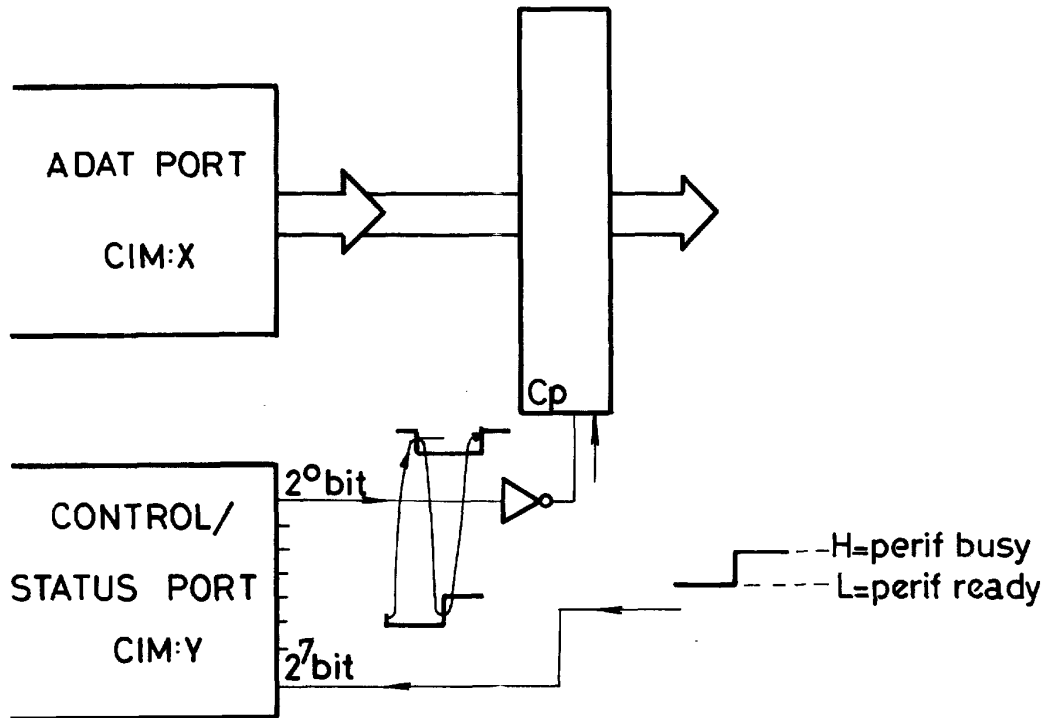 ADAT PORT
CIM:X
Cp
2⁰bit
CONTROL/
STATUS PORT
CIM:Y
2⁷bit
H=perif busy
L=perif ready